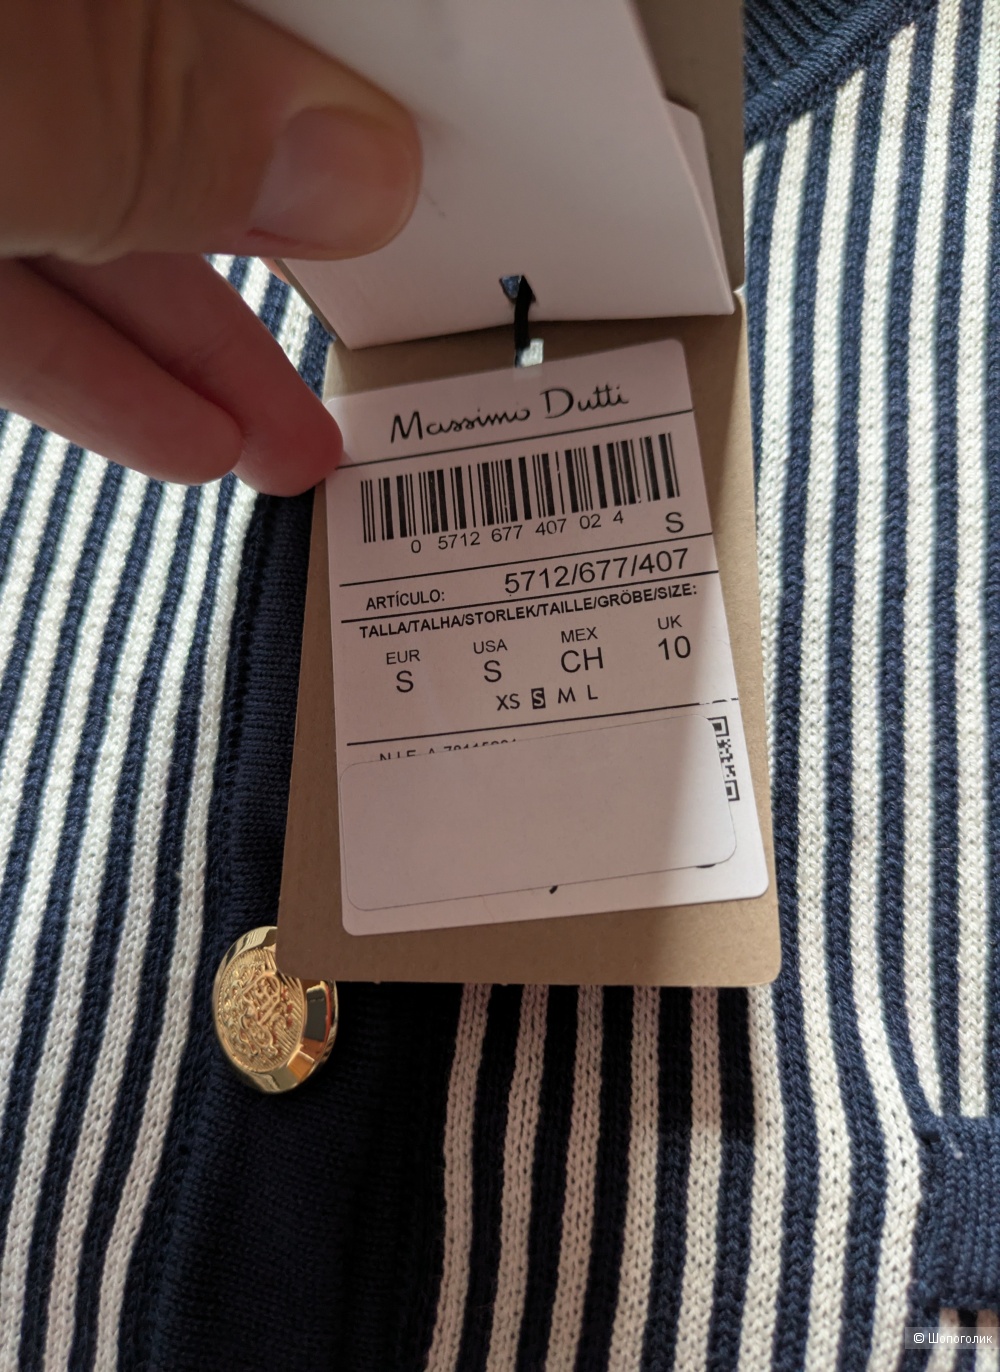 Massimo Dutti
0 5712 677 407 02 4
S
ARTÍCULO: 5712/677/407
TALLA/TALHA/STORLEK/TAILLE/GRÖBE/SIZE:
EUR USA MEX UK
S S CH 10
XS S M L
© Шопоголик